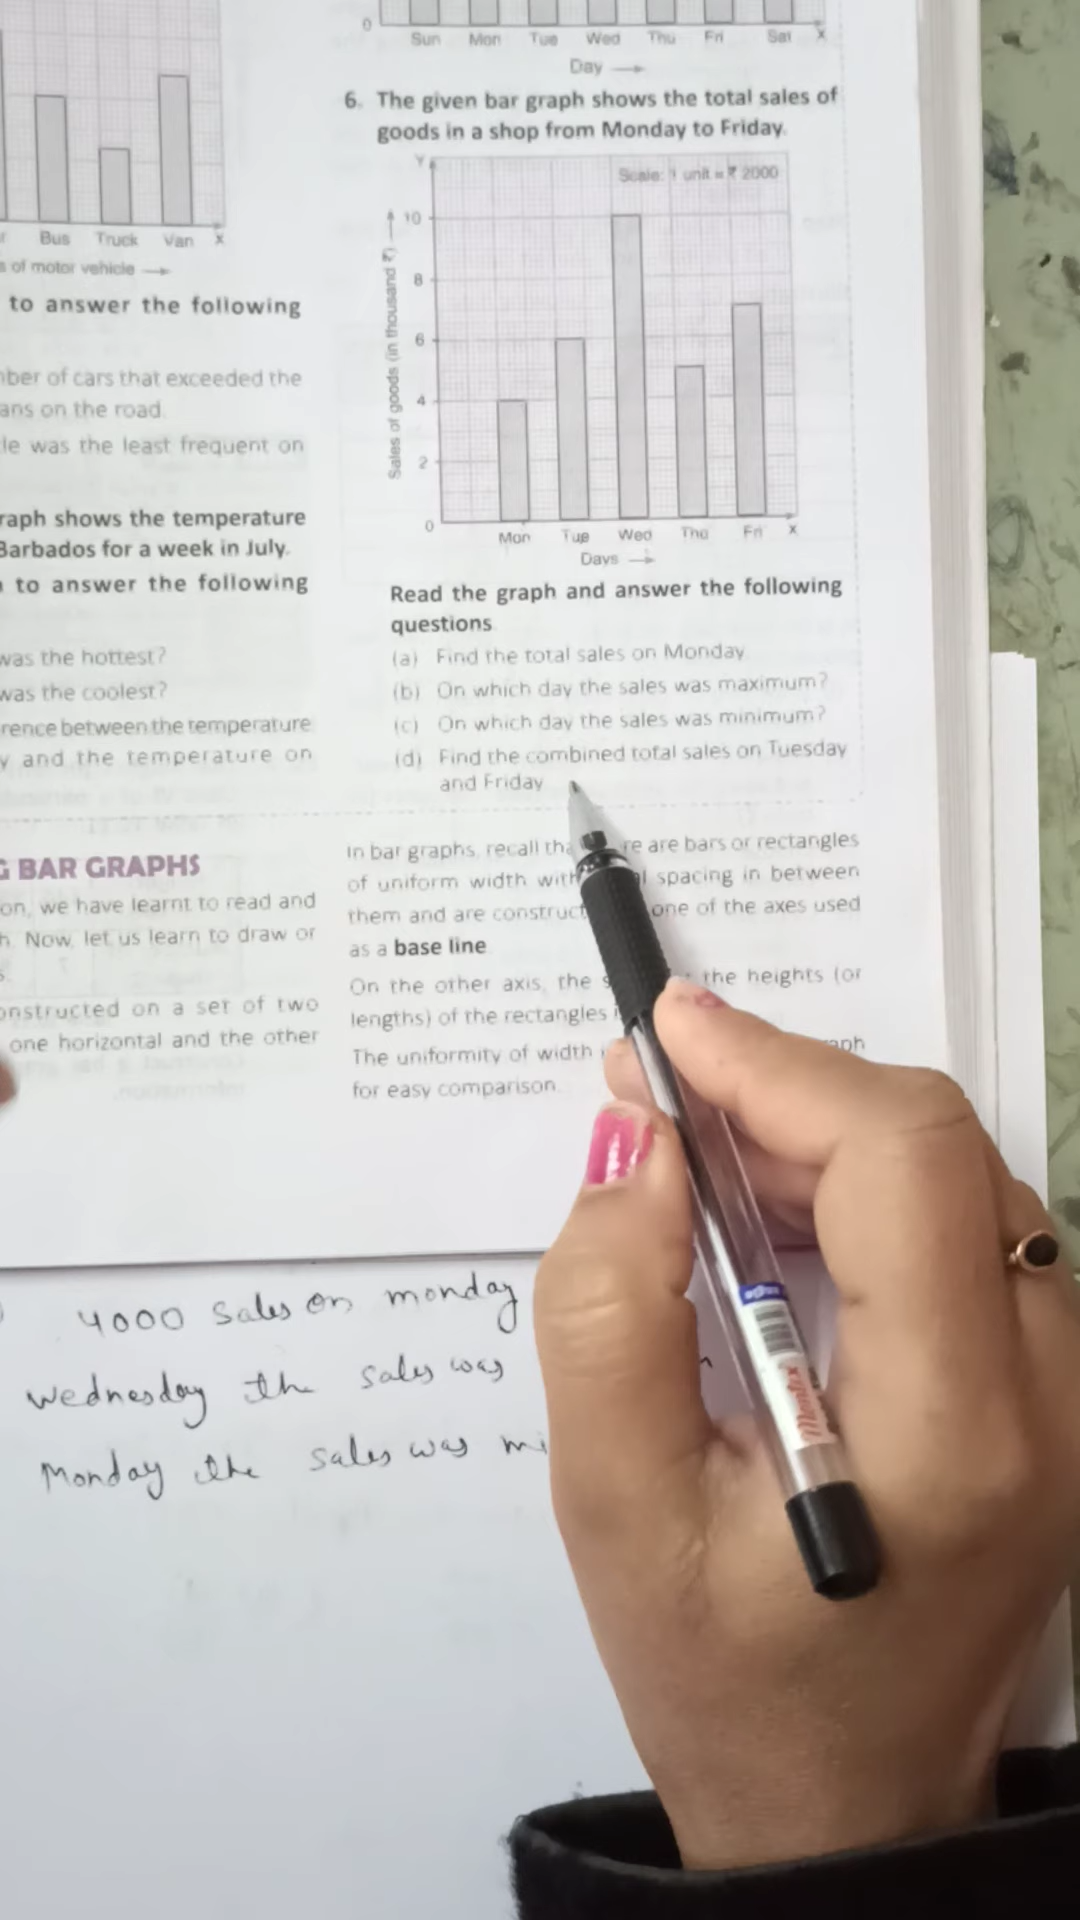 0
Sun Mon Tue Wed Thu Fri Sat X
Day
6. The given bar graph shows the total sales of
goods in a shop from Monday to Friday.
Y
Scale: 1 unit = ₹ 2000
Sales of goods (in thousand ₹)
10
8
6
4
2
0
Mon Tue Wed Thu Fri X
Days
Read the graph and answer the following
questions
(a) Find the total sales on Monday
(b) On which day the sales was maximum?
(c) On which day the sales was minimum?
(d) Find the combined total sales on Tuesday
and Friday
Bus Truck Van X
of motor vehicle
to answer the following
of cars that exceeded the
on the road.
was the least frequent on
shows the temperature
Barbados for a week in July.
to answer the following
was the hottest?
was the coolest?
between the temperature
and the temperature on
BAR GRAPHS
we have learnt to read and
Now, let us learn to draw or
on a set of two
one horizontal and the other
In bar graphs, recall are bars or rectangles
of uniform width spacing in between
them and are one of the axes used
as a base line
On the other axis, the the heights (or
lengths) of the rectangles
The uniformity of width
for easy comparison.
4000 sales on monday
wednesday the sales was
Monday the sales was
Montex